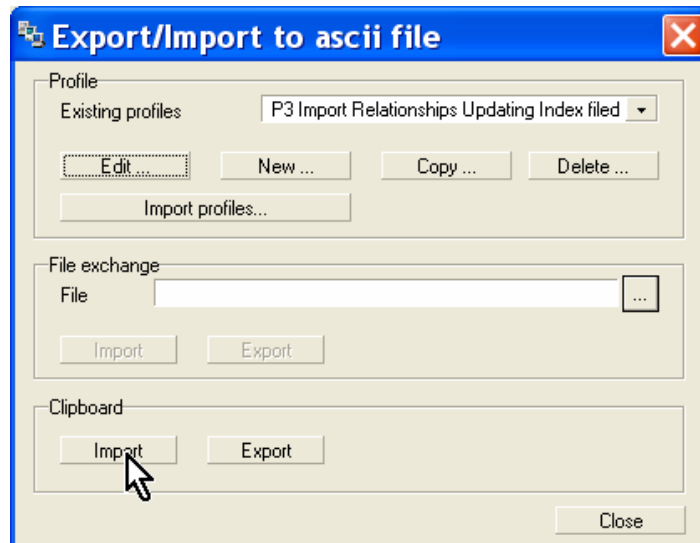 Export/Import to ascii file
Profile
Existing profiles P3 Import Relationships Updating Index filed
Edit ... New ... Copy ... Delete ...
Import profiles...
File exchange
File ...
Import Export
Clipboard
Import Export
Close